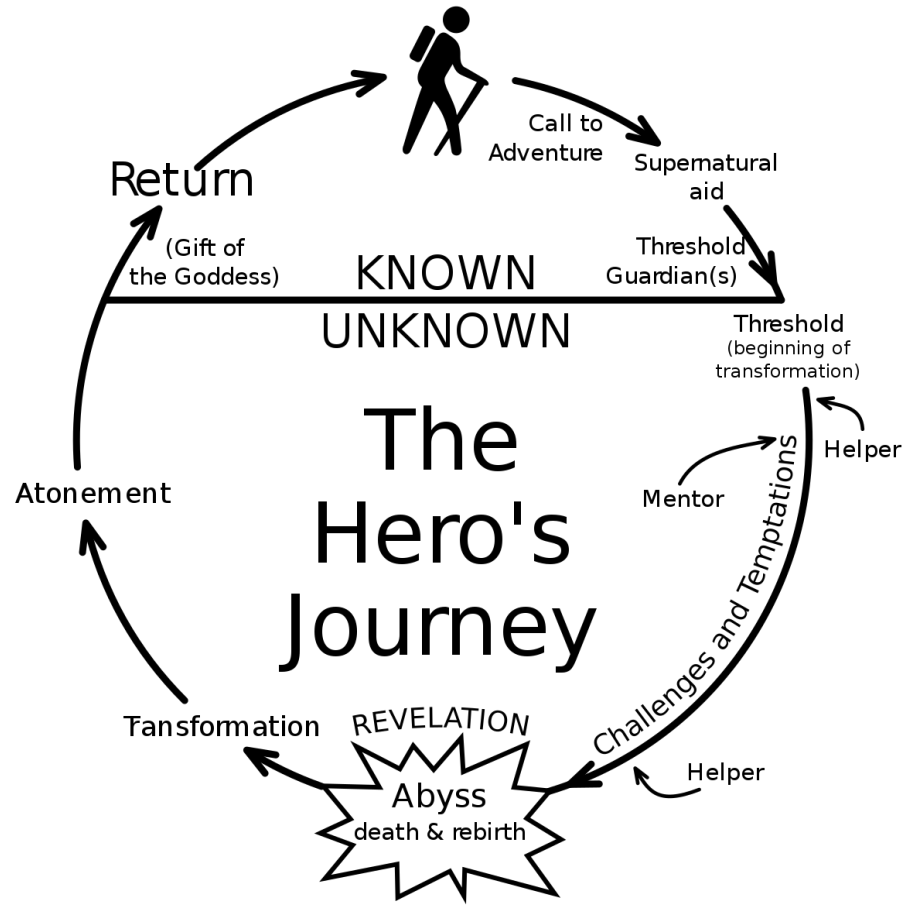 Call to
Adventure
Supernatural
aid
Return
(Gift of
the Goddess)
Threshold
Guardian(s)
KNOWN
UNKNOWN
Threshold
(beginning of
transformation)
Helper
Mentor
The
Hero's
Journey
Challenges and Temptations
Atonement
Transformation
REVELATION
Helper
Abyss
death & rebirth